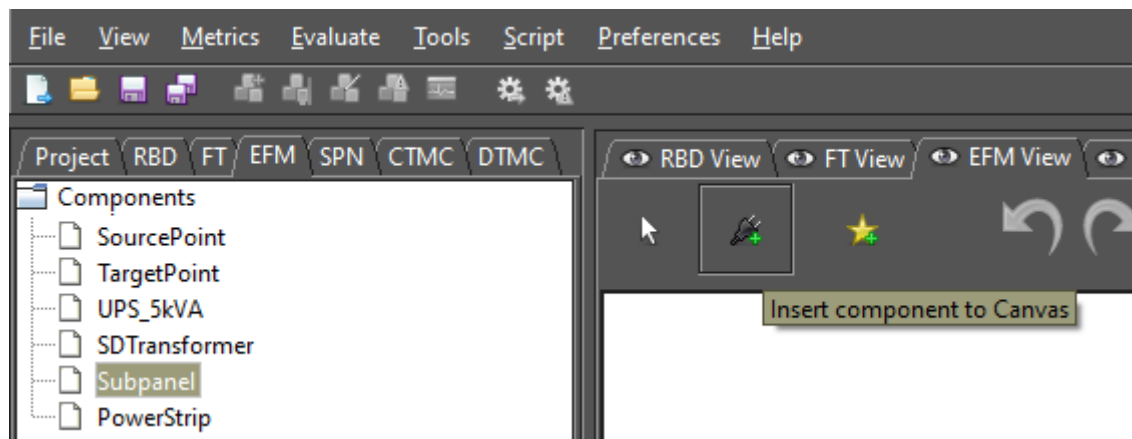 File View Metrics Evaluate Tools Script Preferences Help
Project RBD FT EFM SPN CTMC DTMC
RBD View FT View EFM View
Components
SourcePoint
TargetPoint
UPS_5kVA
SDTransformer
Subpanel
PowerStrip
Insert component to Canvas